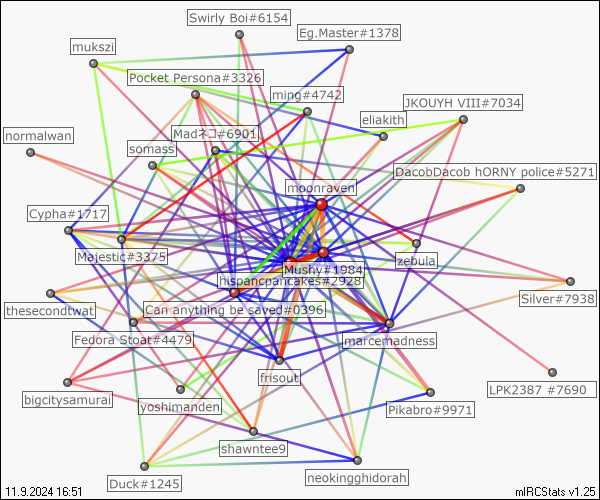 Swirly Boi#6154
Eg.Master#1378
mukszi
Pocket Persona#3326
ming#4742
JKOUYH VIII#7034
eliakith
Madネコ#6901
normalwan
somass
DacobDacob hORNY police#5271
moonraven
Cypha#1717
Majestic#3375
zebula
Mushy#1984
hispancpancakes#2928
thesecondtwat
Can anything be saved#0396
Silver#7938
Fedora Stoat#4479
marcemadness
frisout
LPK2387 #7690
bigcitysamurai
yoshimanden
Pikabro#9971
shawntee9
Duck#1245
neokingghidorah
11.9.2024 16:51
mIRCStats v1.25